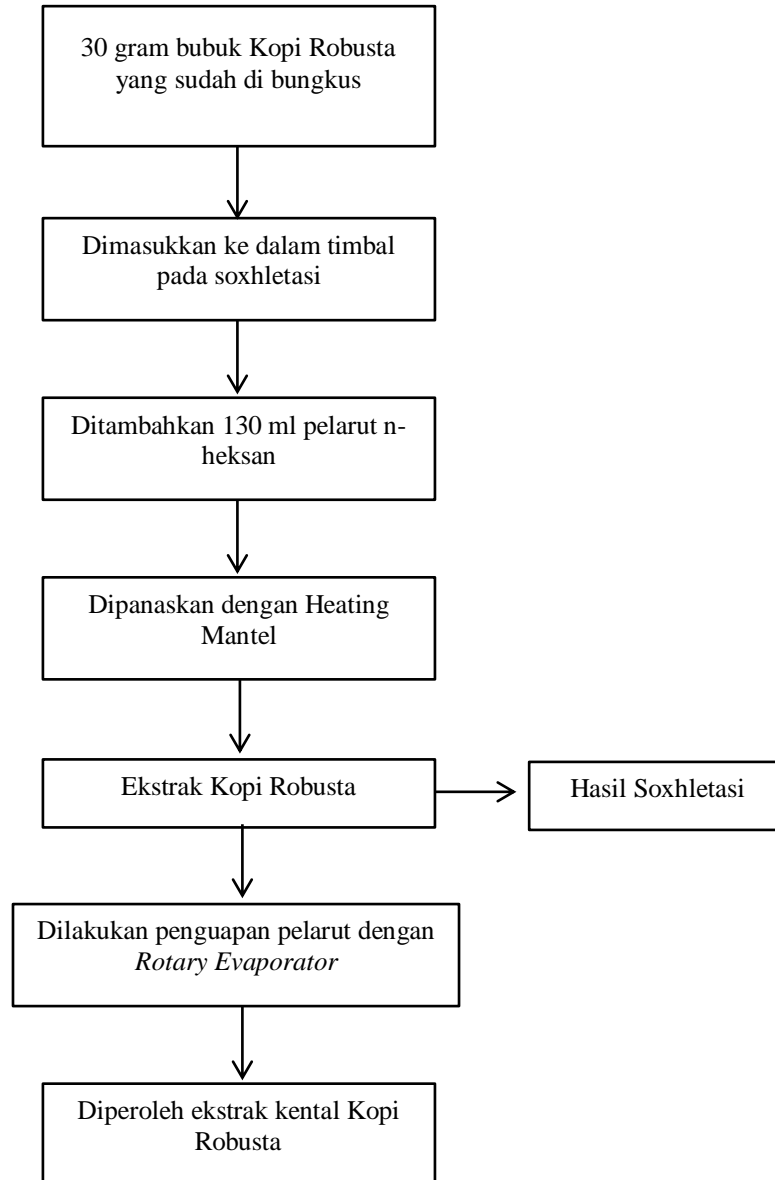 30 gram bubuk Kopi Robusta
yang sudah di bungkus
Dimasukkan ke dalam timbal
pada soxhletasi
Ditambahkan 130 ml pelarut n-
heksan
Dipanaskan dengan Heating
Mantel
Ekstrak Kopi Robusta
Hasil Soxhletasi
Dilakukan penguapan pelarut dengan
Rotary Evaporator
Diperoleh ekstrak kental Kopi
Robusta